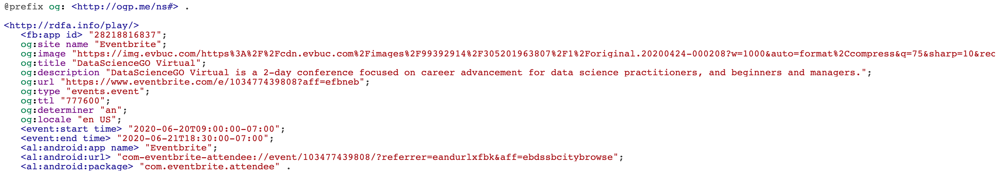 @prefix og: <http://ogp.me/ns#> .
<http://rdfa.info/play/>
<fb:app id> "28218816837";
og:site name "Eventbrite";
og:image "https://img.evbuc.com/https%3A%2F%2Fcdn.evbuc.com%2Fimages%2F99392914%2F305201963807%2F1%2Foriginal.20200424-000208?w=1000&auto=format%2Ccompress&q=75&sharp=10&rec
og:title "DataScienceGO Virtual";
og:description "DataScienceGO Virtual is a 2-day conference focused on career advancement for data science practitioners, and beginners and managers.";
og:url "https://www.eventbrite.com/e/103477439808?aff=efbneb";
og:type "events.event";
og:ttl "777600";
og:determiner "an";
og:locale "en US";
<event:start time> "2020-06-20T09:00:00-07:00";
<event:end time> "2020-06-21T18:30:00-07:00";
<al:android:app name> "Eventbrite";
<al:android:url> "com-eventbrite-attendee://event/103477439808/?referrer=eandurlxfbk&aff=ebdssbcitybrowse";
<al:android:package> "com.eventbrite.attendee" .